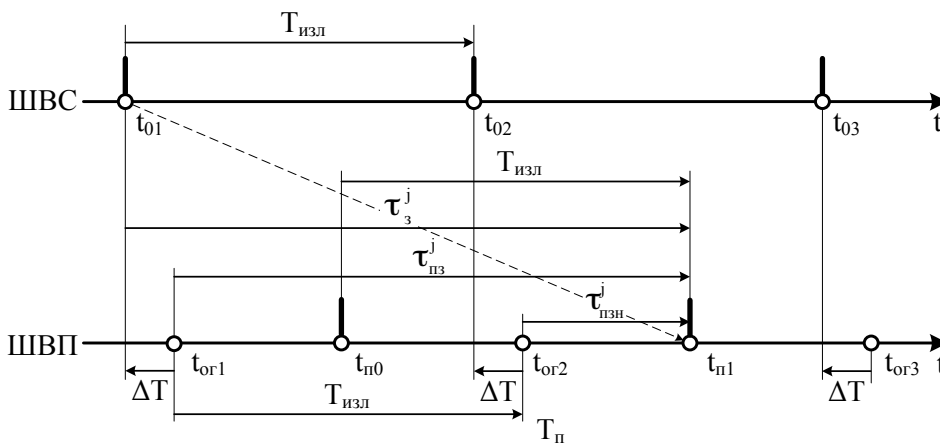 Tизл
ШВС
t01 t02 t03 t
Tизл
τзj
τпзj
τпзнj
ШВП
tог1 tп0 tог2 tп1 tог3 t
ΔT ΔT ΔT
Tизл
Tп